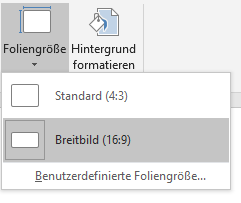 Foliengröße
Hintergrund
formatieren
Standard (4:3)
Breitbild (16:9)
Benutzerdefinierte Foliengröße...